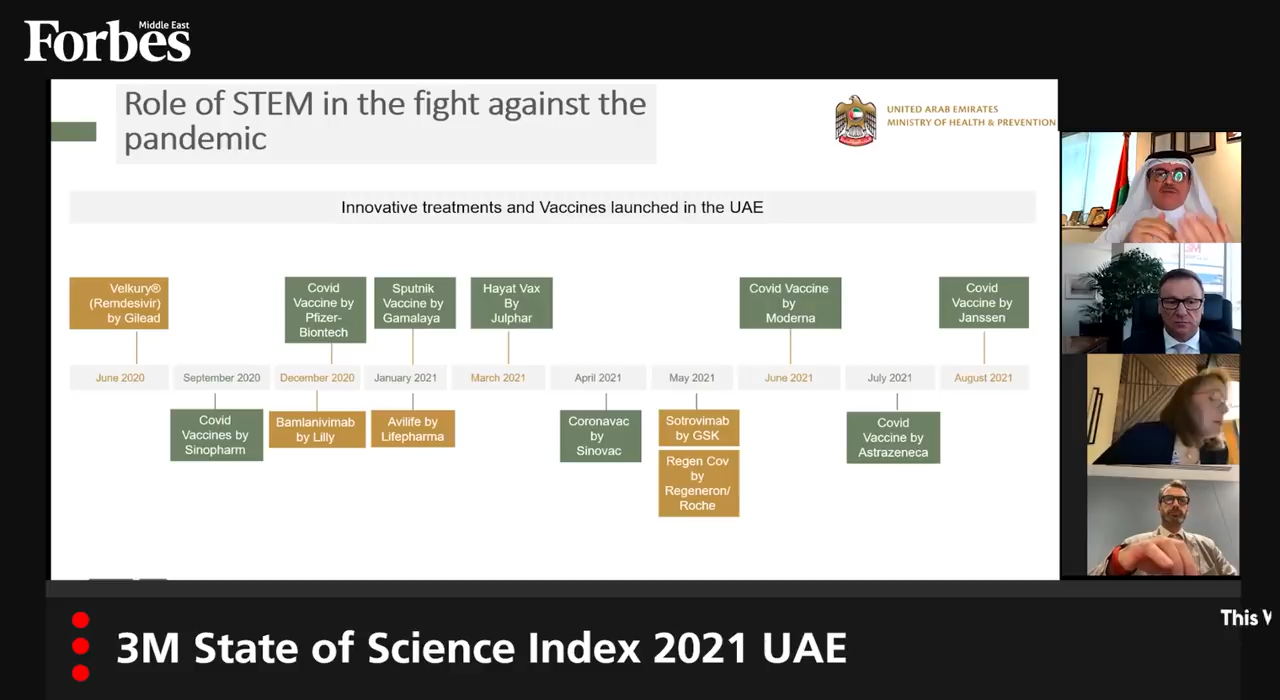 Middle East
Forbes
Role of STEM in the fight against the
pandemic
UNITED ARAB EMIRATES
MINISTRY OF HEALTH & PREVENTION
Innovative treatments and Vaccines launched in the UAE
Velkury®
(Remdesivir)
by Gilead
Covid
Vaccine by
Pfizer-
Biontech
Sputnik
Vaccine by
Gamalaya
Hayat Vax
By
Julphar
Covid Vaccine
by
Moderna
Covid
Vaccine by
Janssen
June 2020
September 2020
December 2020
January 2021
March 2021
April 2021
May 2021
June 2021
July 2021
August 2021
Covid
Vaccines by
Sinopharm
Bamlanivimab
by Lilly
Avilife by
Lifepharma
Coronavac
by
Sinovac
Sotrovimab
by GSK
Regen Cov
by
Regeneron/
Roche
Covid
Vaccine by
Astrazeneca
This
3M State of Science Index 2021 UAE